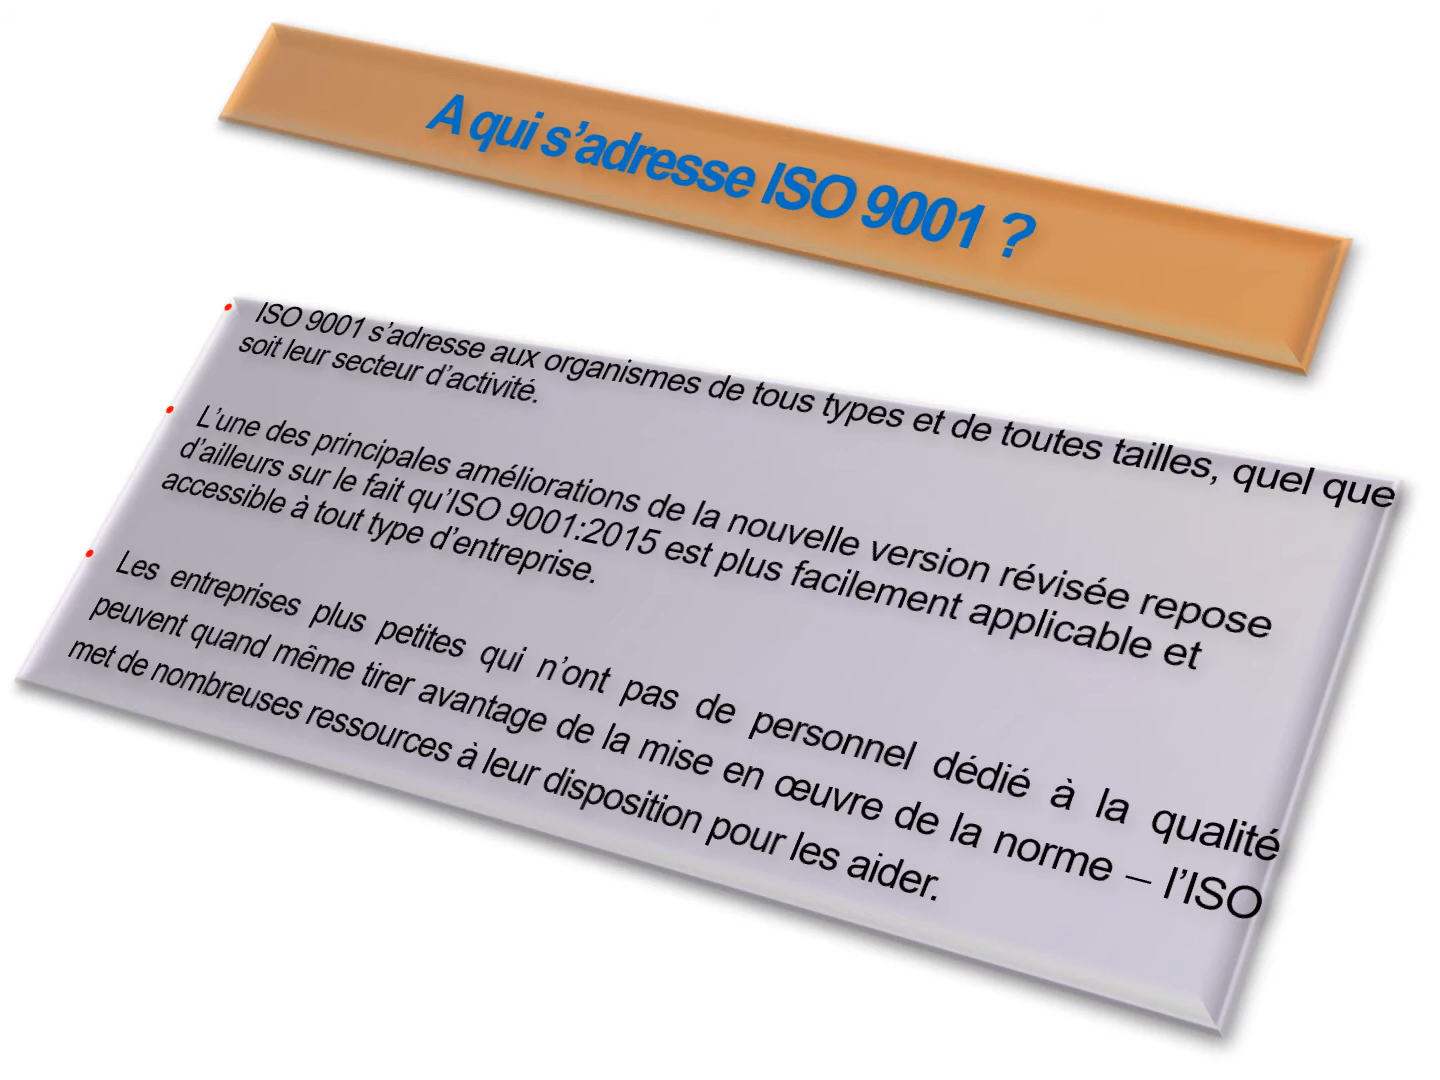 A qui s’adresse ISO 9001 ?
• ISO 9001 s’adresse aux organismes de tous types et de toutes tailles, quel que
soit leur secteur d’activité.
• L’une des principales améliorations de la nouvelle version révisée repose
d’ailleurs sur le fait qu’ISO 9001:2015 est plus facilement applicable et
accessible à tout type d’entreprise.
• Les entreprises plus petites qui n’ont pas de personnel dédié à la qualité
peuvent quand même tirer avantage de la mise en œuvre de la norme – l’ISO
met de nombreuses ressources à leur disposition pour les aider.